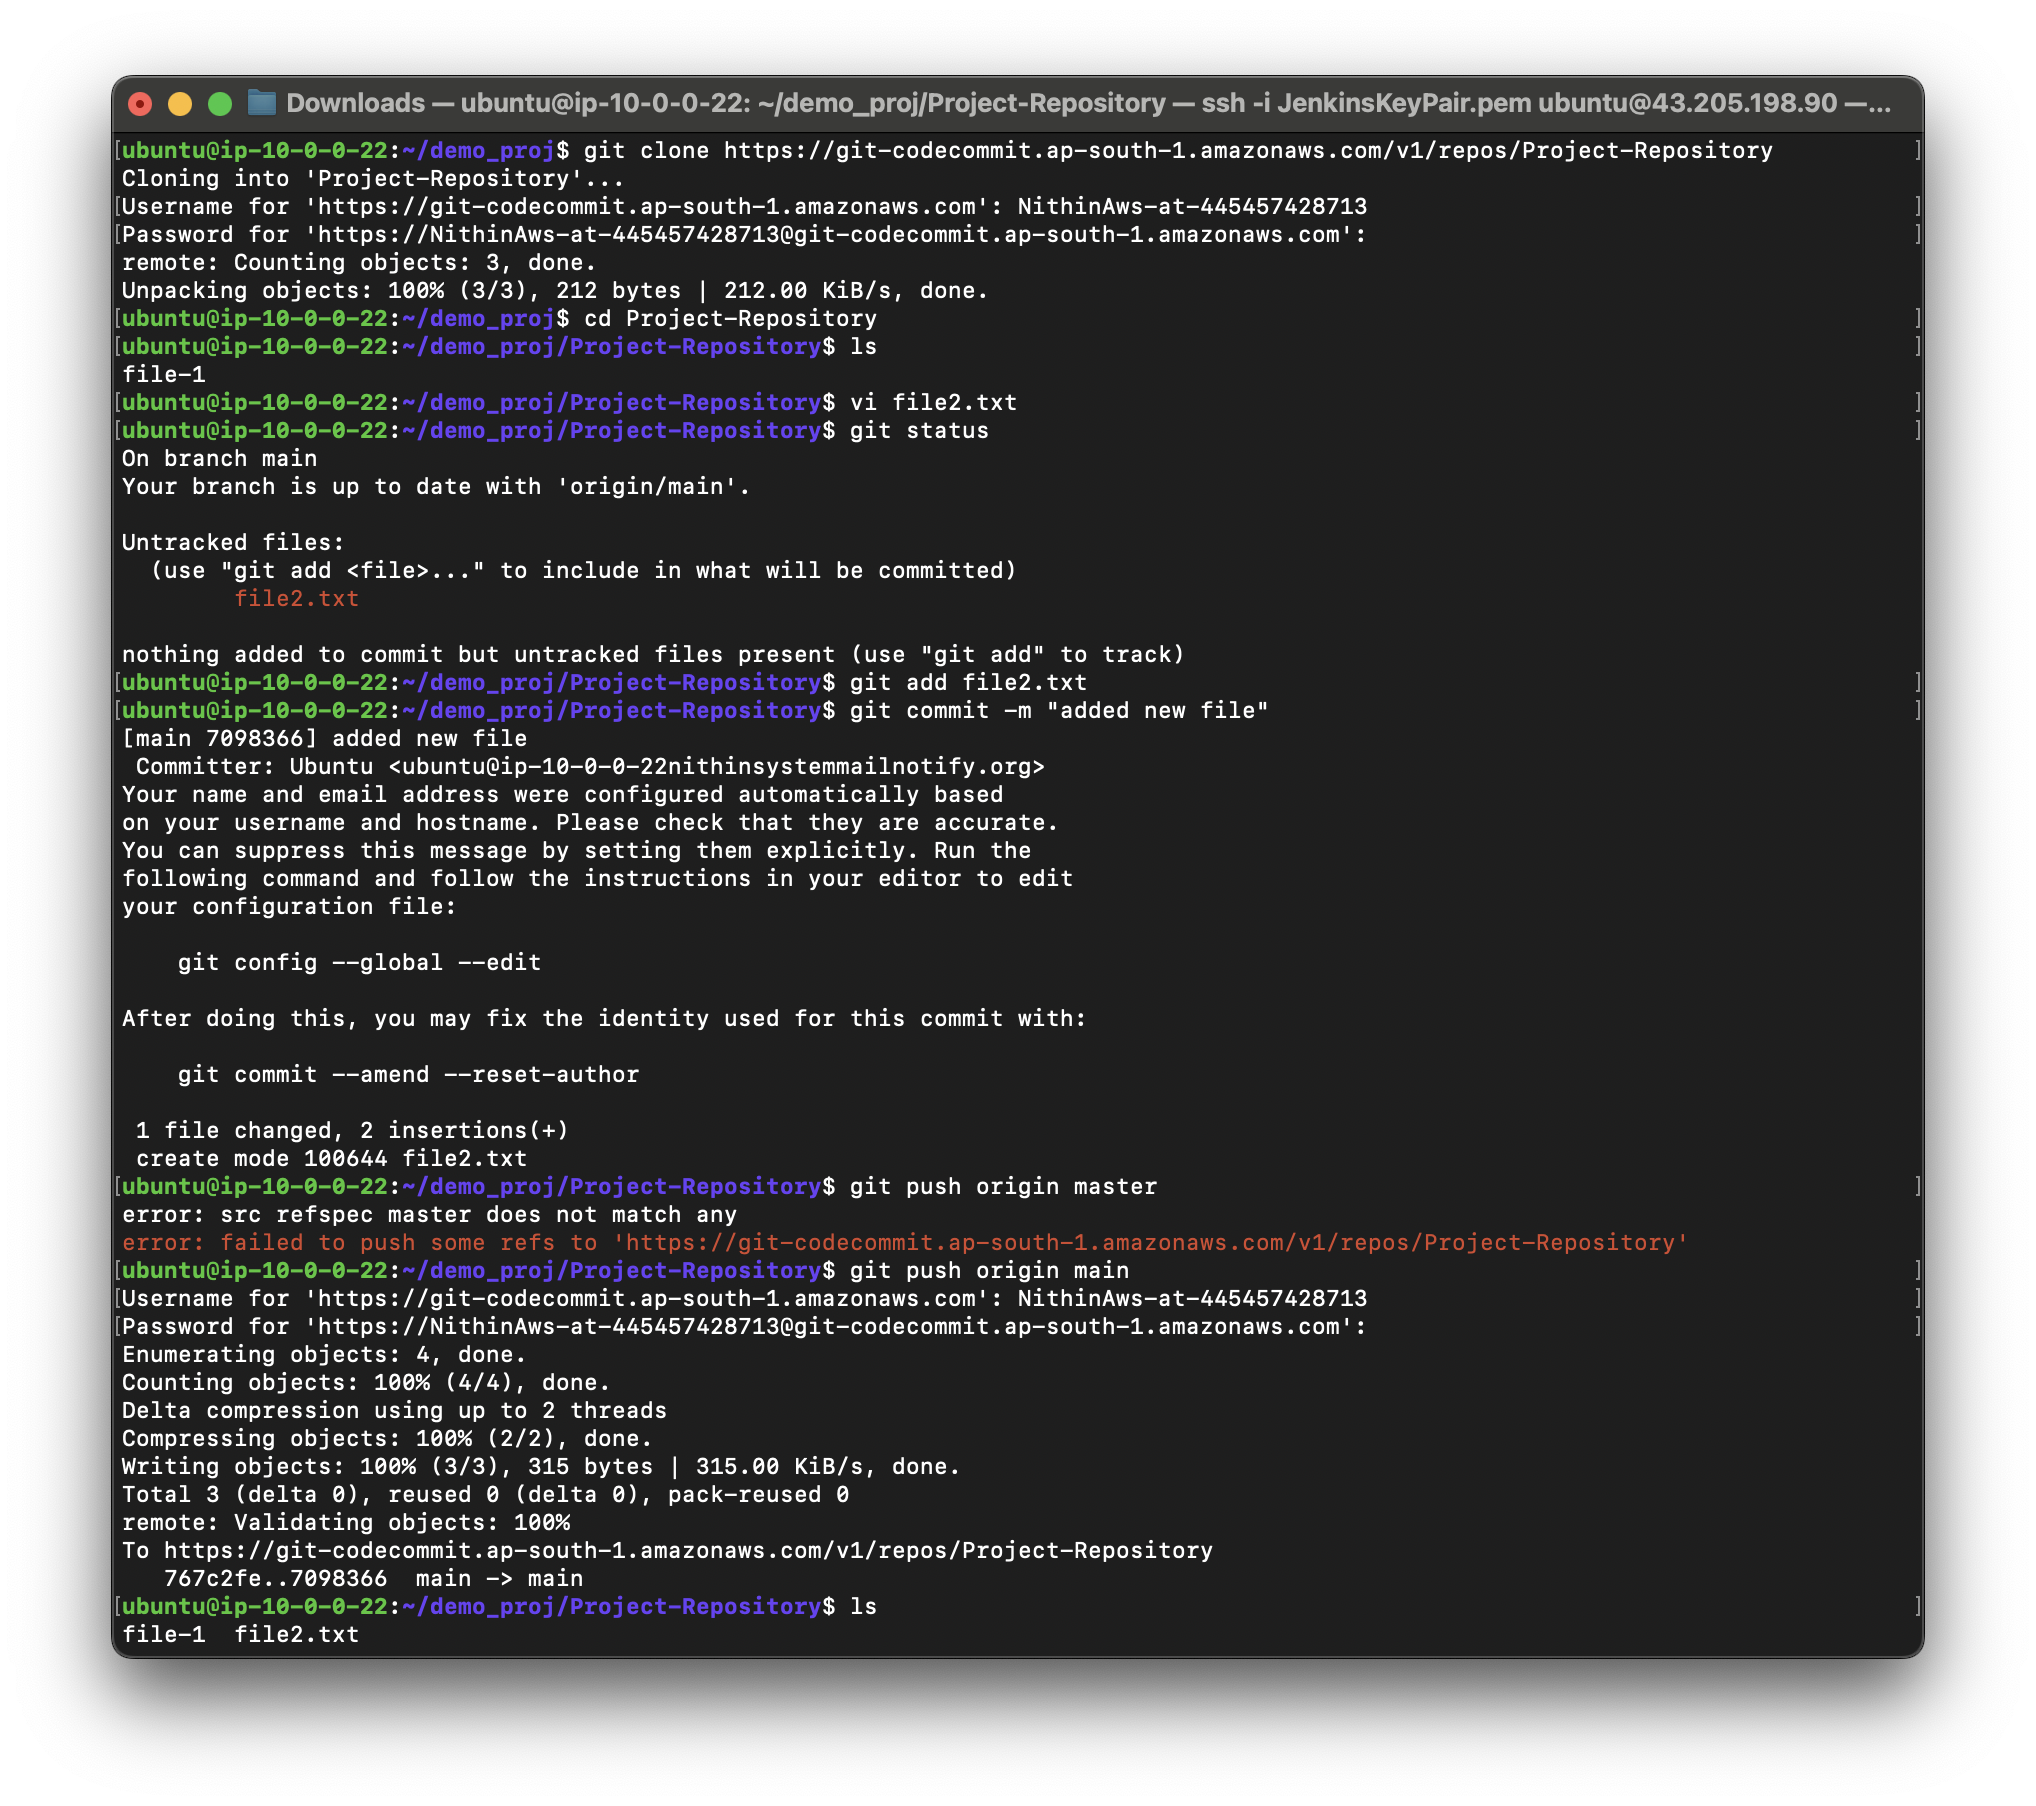 Downloads — ubuntu@ip-10-0-0-22: ~/demo_proj/Project-Repository — ssh -i JenkinsKeyPair.pem ubuntu@43.205.198.90 —...
[ubuntu@ip-10-0-0-22:~/demo_proj$ git clone https://git-codecommit.ap-south-1.amazonaws.com/v1/repos/Project-Repository ]
Cloning into 'Project-Repository'...
[Username for 'https://git-codecommit.ap-south-1.amazonaws.com': NithinAws-at-445457428713 ]
[Password for 'https://NithinAws-at-445457428713@git-codecommit.ap-south-1.amazonaws.com': ]
remote: Counting objects: 3, done.
Unpacking objects: 100% (3/3), 212 bytes | 212.00 KiB/s, done.
[ubuntu@ip-10-0-0-22:~/demo_proj$ cd Project-Repository ]
[ubuntu@ip-10-0-0-22:~/demo_proj/Project-Repository$ ls ]
file-1
[ubuntu@ip-10-0-0-22:~/demo_proj/Project-Repository$ vi file2.txt ]
[ubuntu@ip-10-0-0-22:~/demo_proj/Project-Repository$ git status ]
On branch main
Your branch is up to date with 'origin/main'.
Untracked files:
  (use "git add <file>..." to include in what will be committed)
        file2.txt
nothing added to commit but untracked files present (use "git add" to track)
[ubuntu@ip-10-0-0-22:~/demo_proj/Project-Repository$ git add file2.txt ]
[ubuntu@ip-10-0-0-22:~/demo_proj/Project-Repository$ git commit -m "added new file" ]
[main 7098366] added new file
 Committer: Ubuntu <ubuntu@ip-10-0-0-22nithinsystemmailnotify.org>
Your name and email address were configured automatically based
on your username and hostname. Please check that they are accurate.
You can suppress this message by setting them explicitly. Run the
following command and follow the instructions in your editor to edit
your configuration file:
    git config --global --edit
After doing this, you may fix the identity used for this commit with:
    git commit --amend --reset-author
 1 file changed, 2 insertions(+)
 create mode 100644 file2.txt
[ubuntu@ip-10-0-0-22:~/demo_proj/Project-Repository$ git push origin master ]
error: src refspec master does not match any
error: failed to push some refs to 'https://git-codecommit.ap-south-1.amazonaws.com/v1/repos/Project-Repository'
[ubuntu@ip-10-0-0-22:~/demo_proj/Project-Repository$ git push origin main ]
[Username for 'https://git-codecommit.ap-south-1.amazonaws.com': NithinAws-at-445457428713 ]
[Password for 'https://NithinAws-at-445457428713@git-codecommit.ap-south-1.amazonaws.com': ]
Enumerating objects: 4, done.
Counting objects: 100% (4/4), done.
Delta compression using up to 2 threads
Compressing objects: 100% (2/2), done.
Writing objects: 100% (3/3), 315 bytes | 315.00 KiB/s, done.
Total 3 (delta 0), reused 0 (delta 0), pack-reused 0
remote: Validating objects: 100%
To https://git-codecommit.ap-south-1.amazonaws.com/v1/repos/Project-Repository
   767c2fe..7098366  main -> main
[ubuntu@ip-10-0-0-22:~/demo_proj/Project-Repository$ ls ]
file-1  file2.txt